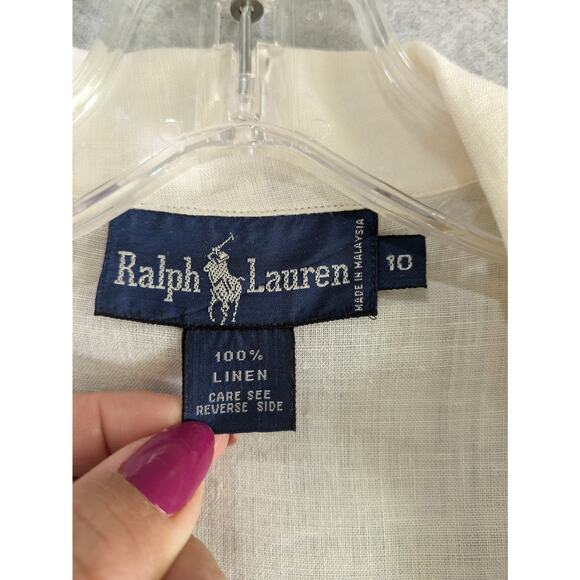 Ralph Lauren
MADE IN MALAYSIA
10
100%
LINEN
CARE SEE
REVERSE SIDE